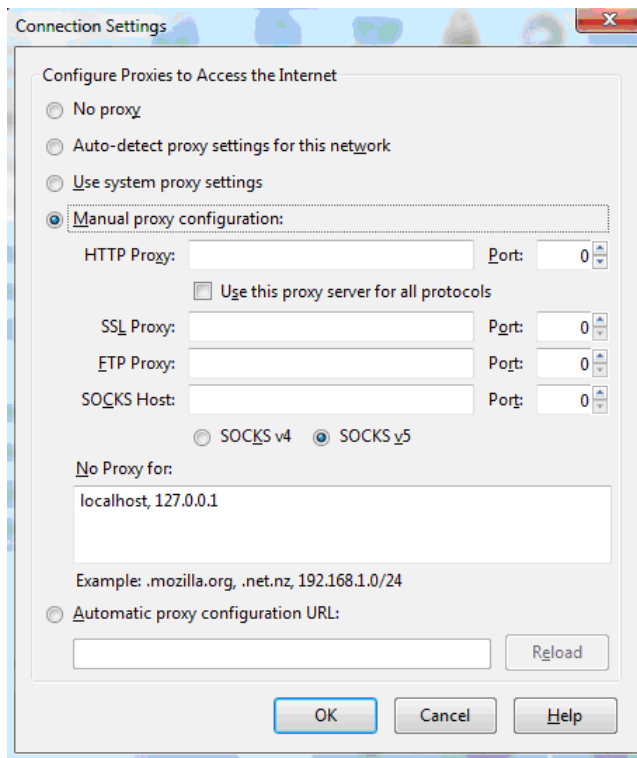 Connection Settings
Configure Proxies to Access the Internet
No proxy
Auto-detect proxy settings for this network
Use system proxy settings
Manual proxy configuration:
HTTP Proxy: Port: 0
Use this proxy server for all protocols
SSL Proxy: Port: 0
FTP Proxy: Port: 0
SOCKS Host: Port: 0
SOCKS v4 SOCKS v5
No Proxy for:
localhost, 127.0.0.1
Example: .mozilla.org, .net.nz, 192.168.1.0/24
Automatic proxy configuration URL:
Reload
OK Cancel Help